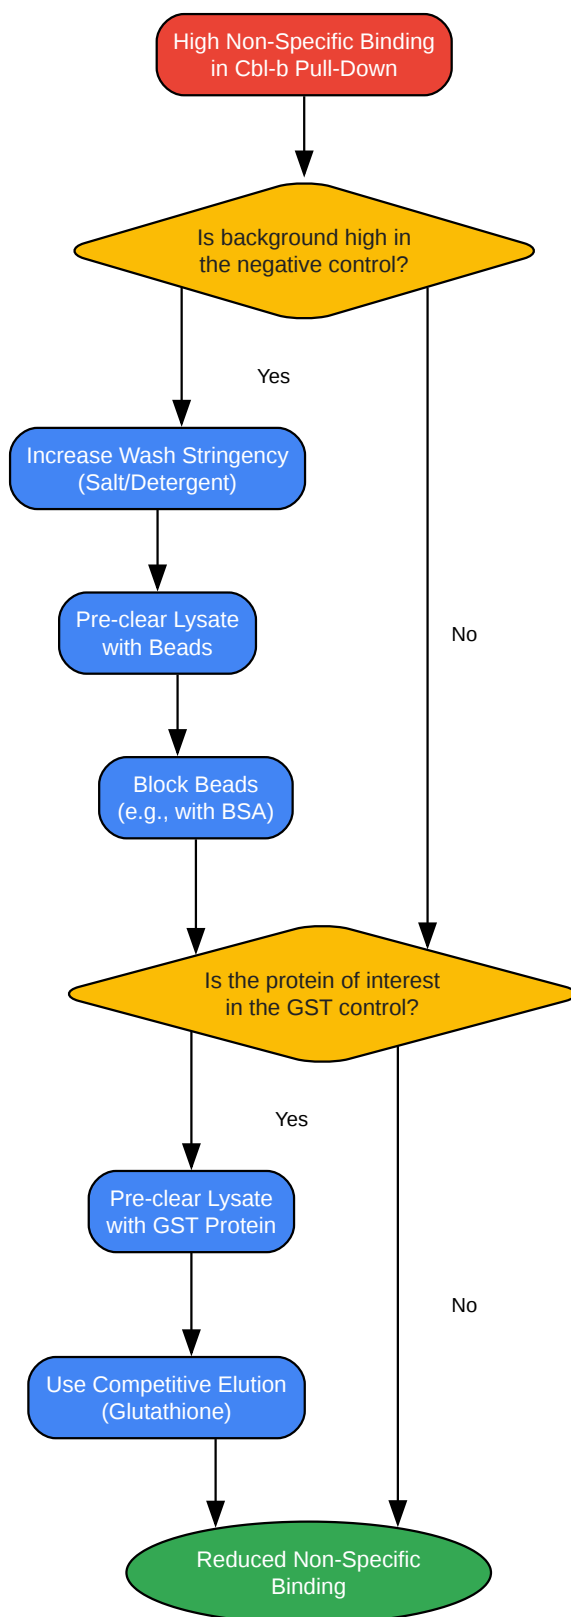 High Non-Specific Binding
in Cbl-b Pull-Down
Is background high in
the negative control?
Yes
Increase Wash Stringency
(Salt/Detergent)
Pre-clear Lysate
with Beads
No
Block Beads
(e.g., with BSA)
Is the protein of interest
in the GST control?
Yes
Pre-clear Lysate
with GST Protein
No
Use Competitive Elution
(Glutathione)
Reduced Non-Specific
Binding